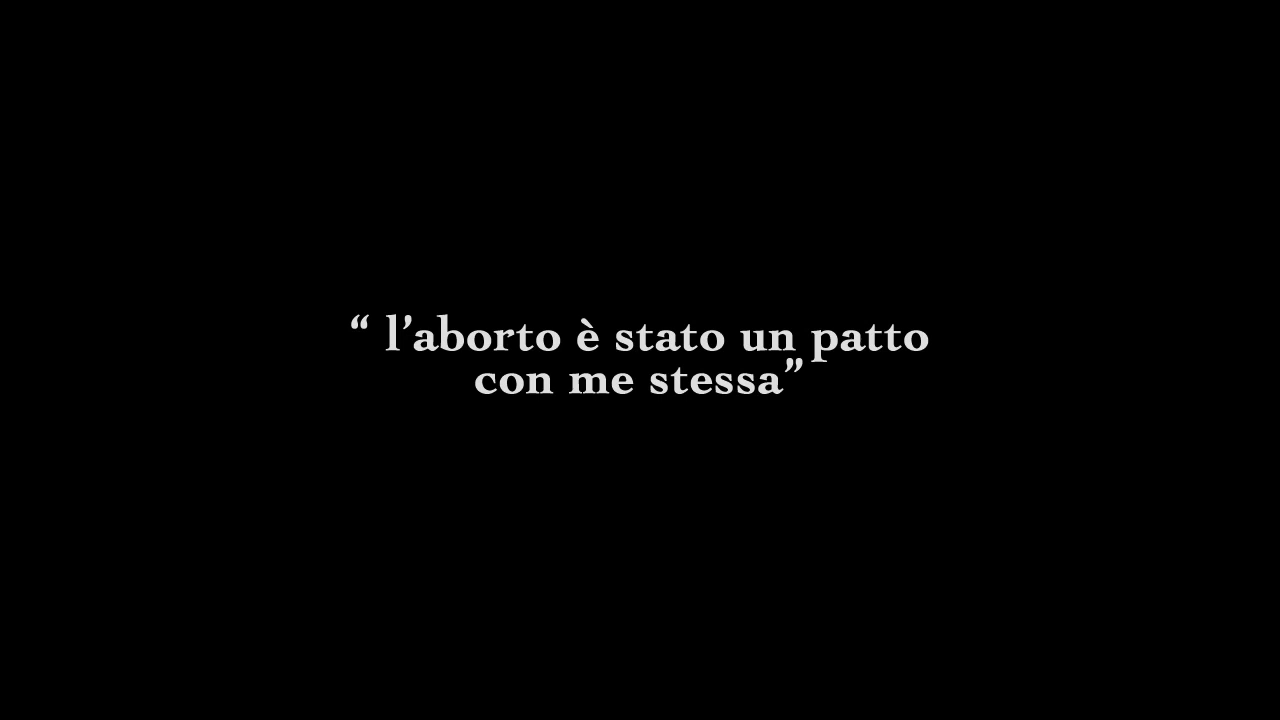 “ l’aborto è stato un patto
con me stessa”